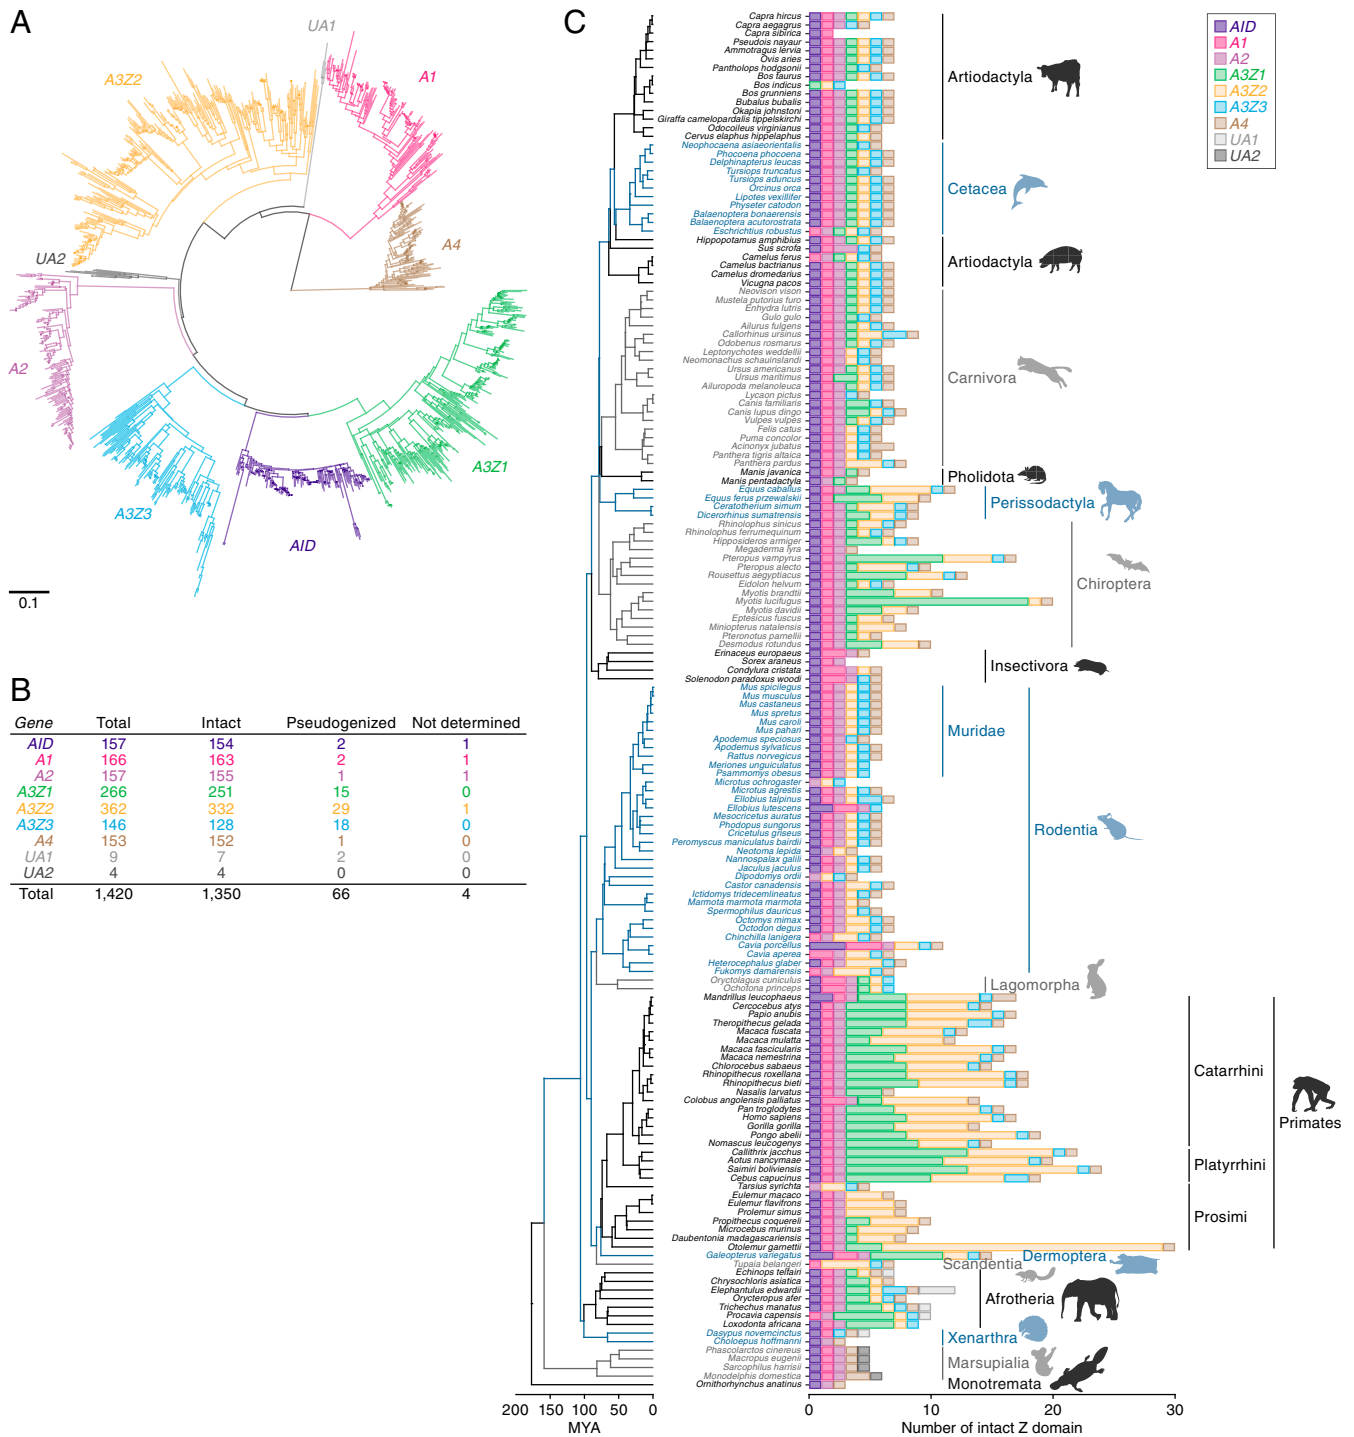 A
UA1
A1
A3Z2
A4
UA2
A2
A3Z1
A3Z3
AID
0.1
B
Gene Total Intact Pseudogenized Not determined
AID 157 154 2 1
A1 166 163 2 1
A2 157 155 1 1
A3Z1 266 251 15 0
A3Z2 362 332 29 1
A3Z3 146 128 18 0
A4 153 152 1 0
UA1 9 7 2 0
UA2 4 4 0 0
Total 1,420 1,350 66 4
C
Capra hircus
Capra aegagrus
Capra sibirica
Pseudois nayaur
Ammotragus lervia
Ovis aries
Pantholops hodgsonii
Bos taurus
Bos indicus
Bos grunniens
Bubalus bubalis
Okapia johnstoni
Giraffa camelopardalis tippelskirchi
Odocoileus virginianus
Cervus elaphus hippelaphus
Neophocaena asiaeorientalis
Phocoena phocoena
Delphinapterus leucas
Tursiops truncatus
Tursiops aduncus
Orcinus orca
Lipotes vexillifer
Physeter catodon
Balaenoptera bonaerensis
Balaenoptera acutorostrata
Eschrichtius robustus
Hippopotamus amphibius
Sus scrofa
Camelus ferus
Camelus bactrianus
Camelus dromedarius
Vicugna pacos
Neovison vison
Mustela putorius furo
Enhydra lutris
Gulo gulo
Ailurus fulgens
Callorhinus ursinus
Odobenus rosmarus
Leptonychotes weddellii
Neomonachus schauinslandi
Ursus americanus
Ursus maritimus
Ailuropoda melanoleuca
Lycaon pictus
Canis familiaris
Canis lupus dingo
Vulpes vulpes
Felis catus
Puma concolor
Acinonyx jubatus
Panthera tigris altaica
Panthera pardus
Manis javanica
Manis pentadactyla
Equus caballus
Equus ferus przewalskii
Ceratotherium simum
Dicerorhinus sumatrensis
Rhinolophus sinicus
Rhinolophus ferrumequinum
Hipposideros armiger
Megaderma lyra
Pteropus vampyrus
Pteropus alecto
Rousettus aegyptiacus
Eidolon helvum
Myotis brandtii
Myotis lucifugus
Myotis davidii
Eptesicus fuscus
Miniopterus natalensis
Pteronotus parnellii
Desmodus rotundus
Erinaceus europaeus
Sorex araneus
Condylura cristata
Solenodon paradoxus woodi
Mus spicilegus
Mus musculus
Mus castaneus
Mus spretus
Mus caroli
Mus pahari
Apodemus speciosus
Apodemus sylvaticus
Rattus norvegicus
Meriones unguiculatus
Psammomys obesus
Microtus ochrogaster
Microtus agrestis
Ellobius talpinus
Ellobius lutescens
Mesocricetus auratus
Phodopus sungorus
Cricetulus griseus
Peromyscus maniculatus bairdii
Neotoma lepida
Nannospalax galili
Jaculus jaculus
Dipodomys ordii
Castor canadensis
Ictidomys tridecemlineatus
Marmota marmota marmota
Spermophilus dauricus
Octomys mimax
Octodon degus
Chinchilla lanigera
Cavia porcellus
Cavia aperea
Heterocephalus glaber
Fukomys damarensis
Oryctolagus cuniculus
Ochotona princeps
Mandrillus leucophaeus
Cercocebus atys
Papio anubis
Theropithecus gelada
Macaca fuscata
Macaca mulatta
Macaca fascicularis
Macaca nemestrina
Chlorocebus sabaeus
Rhinopithecus roxellana
Rhinopithecus bieti
Nasalis larvatus
Colobus angolensis palliatus
Pan troglodytes
Homo sapiens
Gorilla gorilla
Pongo abelii
Nomascus leucogenys
Callithrix jacchus
Aotus nancymaae
Saimiri boliviensis
Cebus capucinus
Tarsius syrichta
Eulemur macaco
Eulemur flavifrons
Prolemur simus
Propithecus coquereli
Microcebus murinus
Daubentonia madagascariensis
Otolemur garnettii
Galeopterus variegatus
Tupaia belangeri
Echinops telfairi
Chrysochloris asiatica
Elephantulus edwardii
Orycteropus afer
Trichechus manatus
Procavia capensis
Loxodonta africana
Dasypus novemcinctus
Choloepus hoffmanni
Phascolarctos cinereus
Macropus eugenii
Sarcophilus harrisii
Monodelphis domestica
Ornithorhynchus anatinus
200 150 100 50 0
MYA
0 10 20 30
Number of intact Z domain
Artiodactyla
Cetacea
Artiodactyla
Carnivora
Pholidota
Perissodactyla
Chiroptera
Insectivora
Muridae
Rodentia
Lagomorpha
Catarrhini
Primates
Platyrrhini
Prosimi
Dermoptera
Scandentia
Afrotheria
Xenarthra
Marsupialia
Monotremata
AID
A1
A2
A3Z1
A3Z2
A3Z3
A4
UA1
UA2